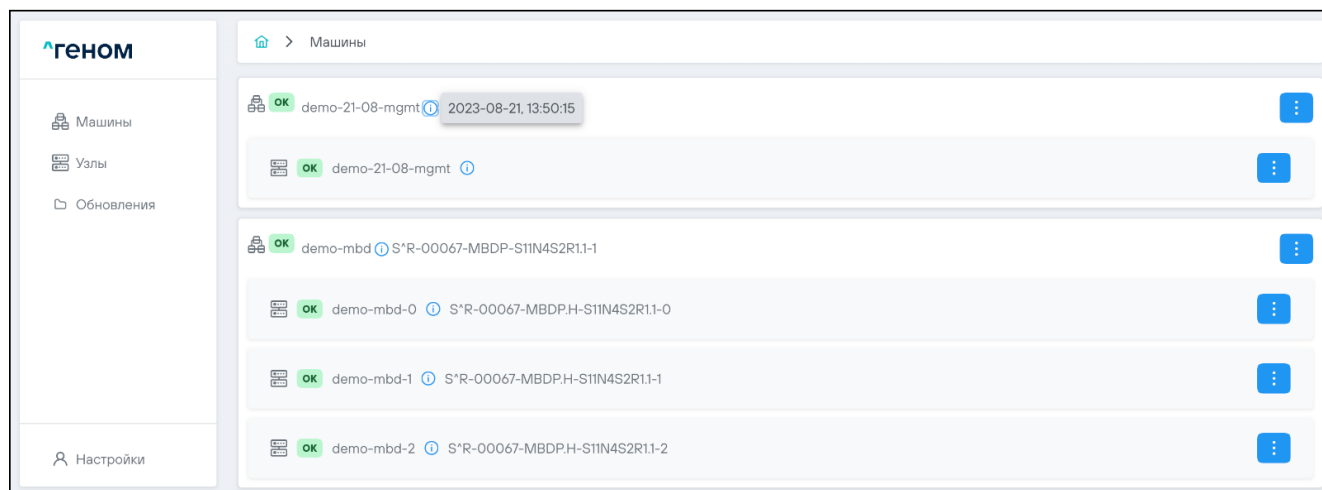 ^геном
Машины
Узлы
Обновления
Настройки
Машины
OK demo-21-08-mgmt 2023-08-21, 13:50:15
OK demo-21-08-mgmt
OK demo-mbd S^R-00067-MBDP-S11N4S2R1.1-1
OK demo-mbd-0 S^R-00067-MBDP.H-S11N4S2R1.1-0
OK demo-mbd-1 S^R-00067-MBDP.H-S11N4S2R1.1-1
OK demo-mbd-2 S^R-00067-MBDP.H-S11N4S2R1.1-2